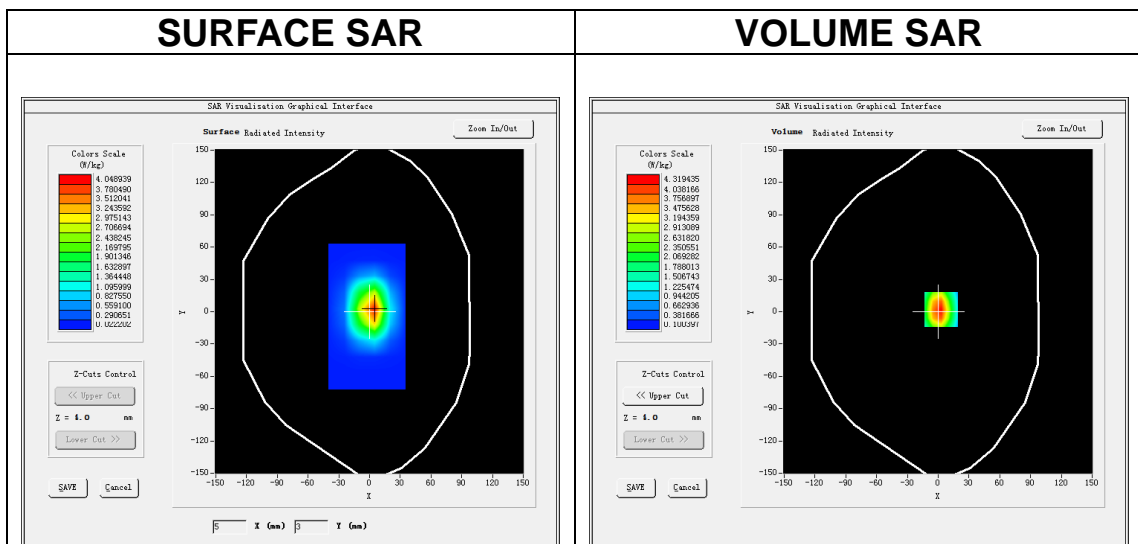 SURFACE SAR
VOLUME SAR
SAR Visualisation Graphical Interface
Surface Radiated Intensity
Zoom In/Out
Colors Scale
(W/kg)
4.048939
3.780490
3.512041
3.243592
2.975143
2.706694
2.438245
2.169795
1.901346
1.632897
1.364448
1.095999
0.827550
0.559100
0.290651
0.022202
Z-Cuts Control
<< Upper Cut
Z = 4.0 mm
Lower Cut >>
SAVE
Cancel
150
120
90
60
30
0
-30
-60
-90
-120
-150
Y
-150 -120 -90 -60 -30 0 30 60 90 120 150
X
5 X (mm) 3 Y (mm)
SAR Visualisation Graphical Interface
Volume Radiated Intensity
Zoom In/Out
Colors Scale
(W/kg)
4.319435
4.038166
3.756897
3.475628
3.194359
2.913089
2.631820
2.350551
2.069282
1.788013
1.506743
1.225474
0.944205
0.662936
0.381666
0.100397
Z-Cuts Control
<< Upper Cut
Z = 4.0 mm
Lower Cut >>
SAVE
Cancel
150
120
90
60
30
0
-30
-60
-90
-120
-150
Y
-150 -120 -90 -60 -30 0 30 60 90 120 150
X